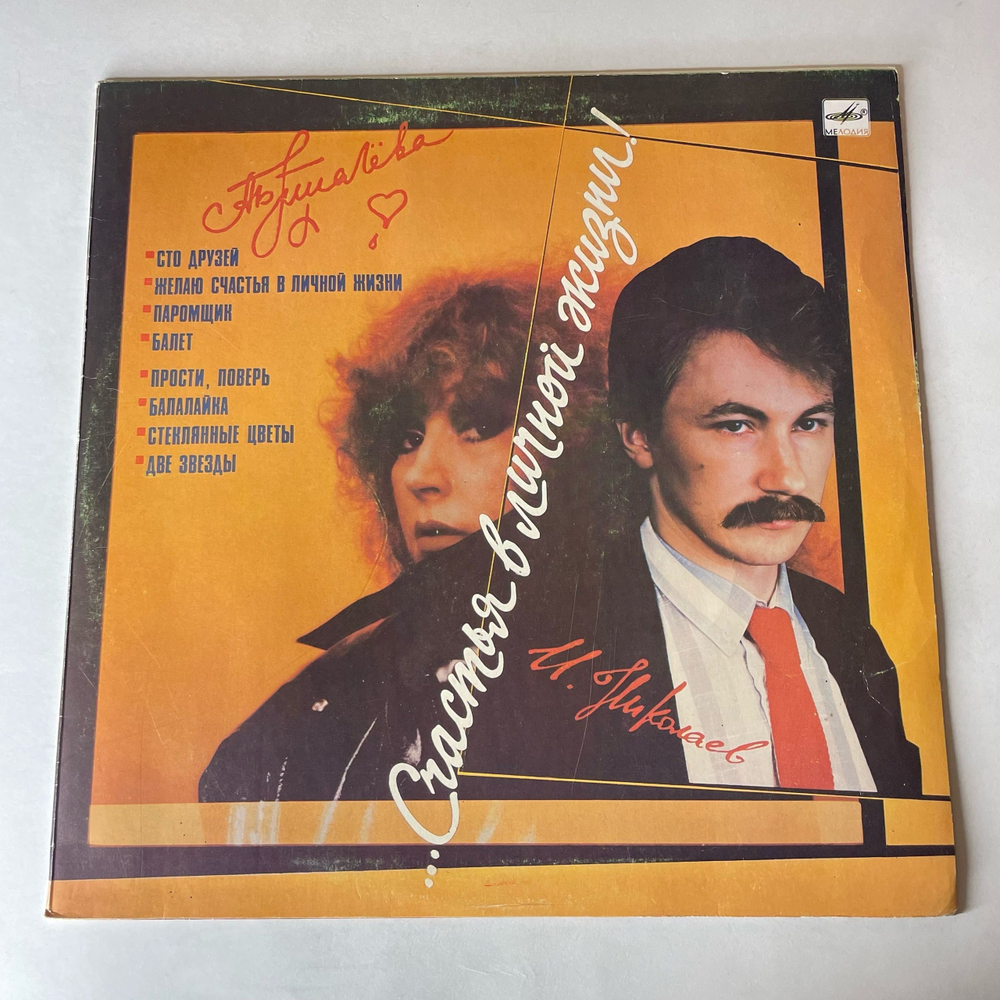 А.Б. Пугачёва
МЕЛОДИЯ
СТО ДРУЗЕЙ
ЖЕЛАЮ СЧАСТЬЯ В ЛИЧНОЙ ЖИЗНИ
ПАРОМЩИК
БАЛЕТ
ПРОСТИ, ПОВЕРЬ
БАЛАЛАЙКА
СТЕКЛЯННЫЕ ЦВЕТЫ
ДВЕ ЗВЕЗДЫ
...Счастья в личной жизни!
И. Николаев